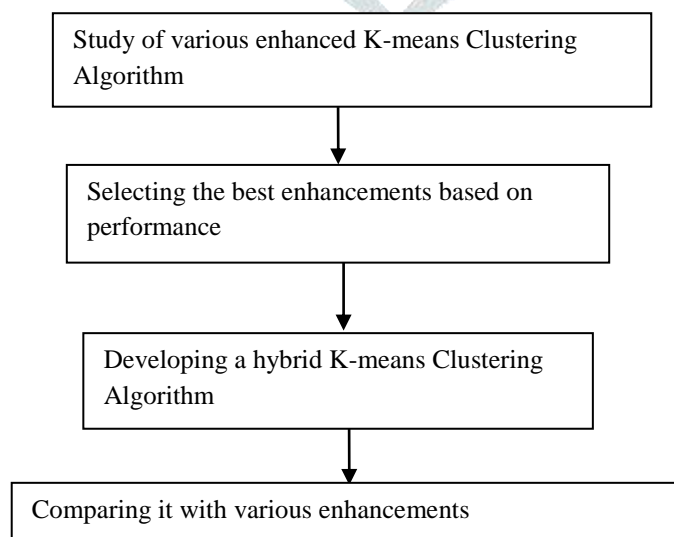 Study of various enhanced K-means Clustering
Algorithm
Selecting the best enhancements based on
performance
Developing a hybrid K-means Clustering
Algorithm
Comparing it with various enhancements